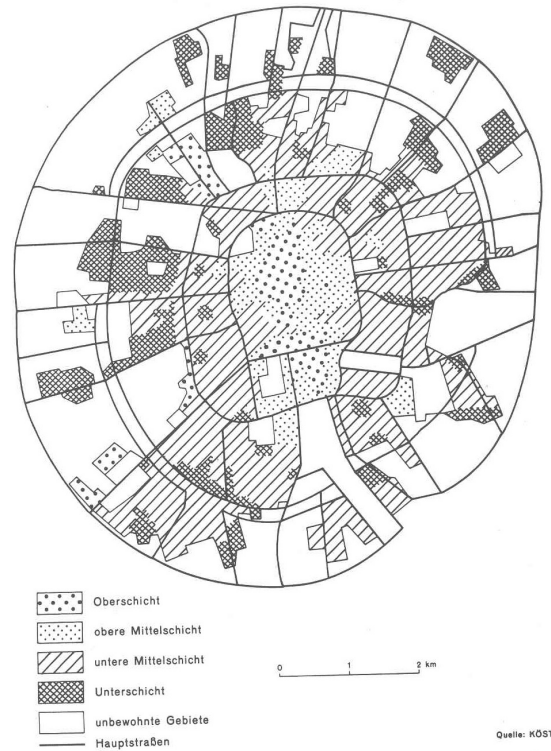 Oberschicht
obere Mittelschicht
untere Mittelschicht
Unterschicht
unbewohnte Gebiete
Hauptstraßen
0 1 2 km
Quelle: KÖST